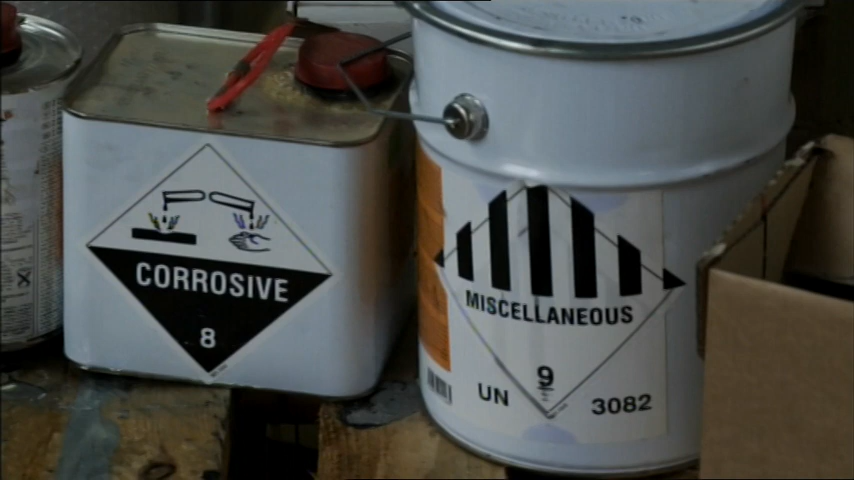 CORROSIVE
8
MISCELLANEOUS
9
UN 3082